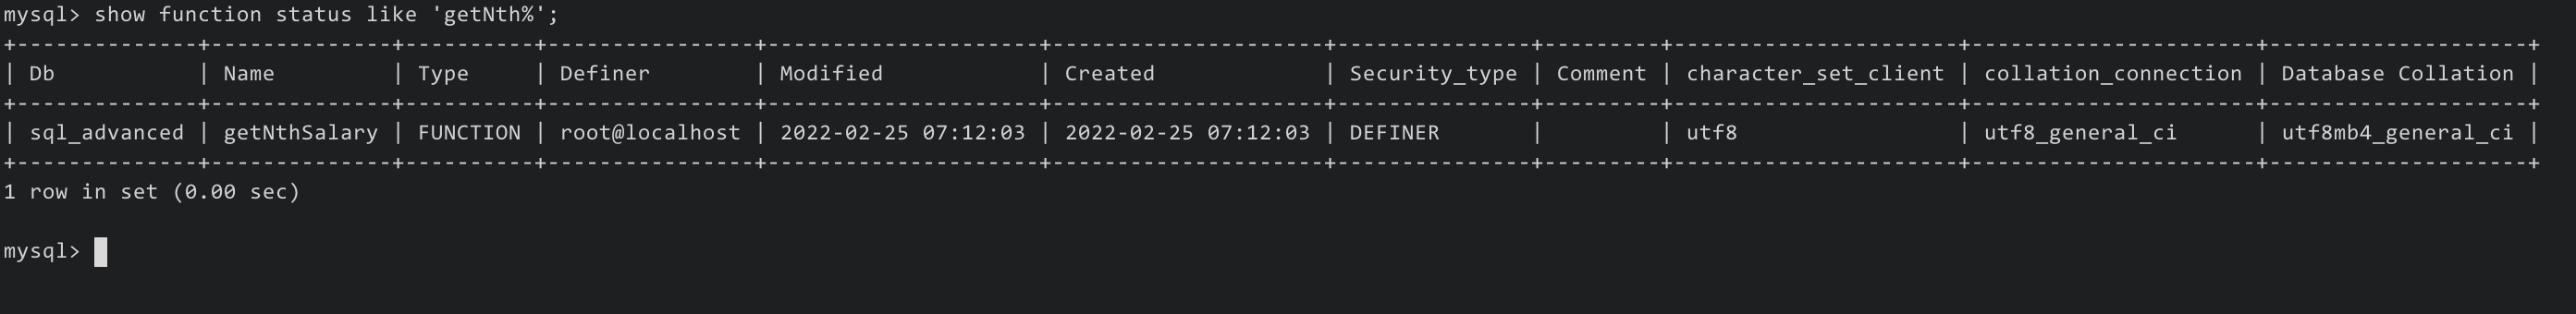 mysql> show function status like 'getNth%';
+--------------+--------------+----------+----------------+---------------------+---------------------+---------------+---------+----------------------+----------------------+--------------------+
| Db           | Name         | Type     | Definer        | Modified            | Created             | Security_type | Comment | character_set_client | collation_connection | Database Collation |
+--------------+--------------+----------+----------------+---------------------+---------------------+---------------+---------+----------------------+----------------------+--------------------+
| sql_advanced | getNthSalary | FUNCTION | root@localhost | 2022-02-25 07:12:03 | 2022-02-25 07:12:03 | DEFINER       |         | utf8                 | utf8_general_ci      | utf8mb4_general_ci |
+--------------+--------------+----------+----------------+---------------------+---------------------+---------------+---------+----------------------+----------------------+--------------------+
1 row in set (0.00 sec)
mysql>